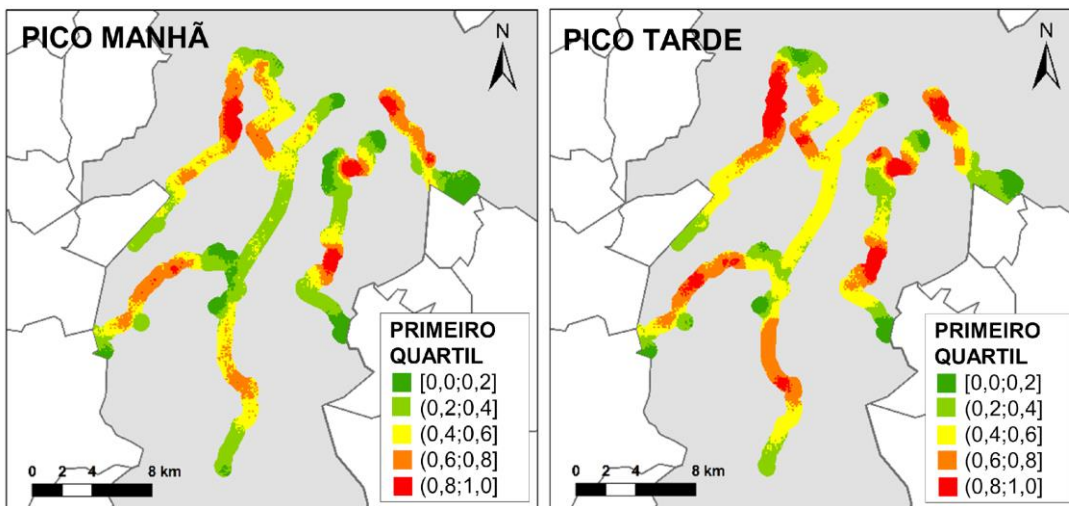 PICO MANHÃ
N
PRIMEIRO
QUARTIL
[0,0;0,2]
(0,2;0,4]
(0,4;0,6]
(0,6;0,8]
(0,8;1,0]
0 2 4 8 km
PICO TARDE
N
PRIMEIRO
QUARTIL
[0,0;0,2]
(0,2;0,4]
(0,4;0,6]
(0,6;0,8]
(0,8;1,0]
0 2 4 8 km